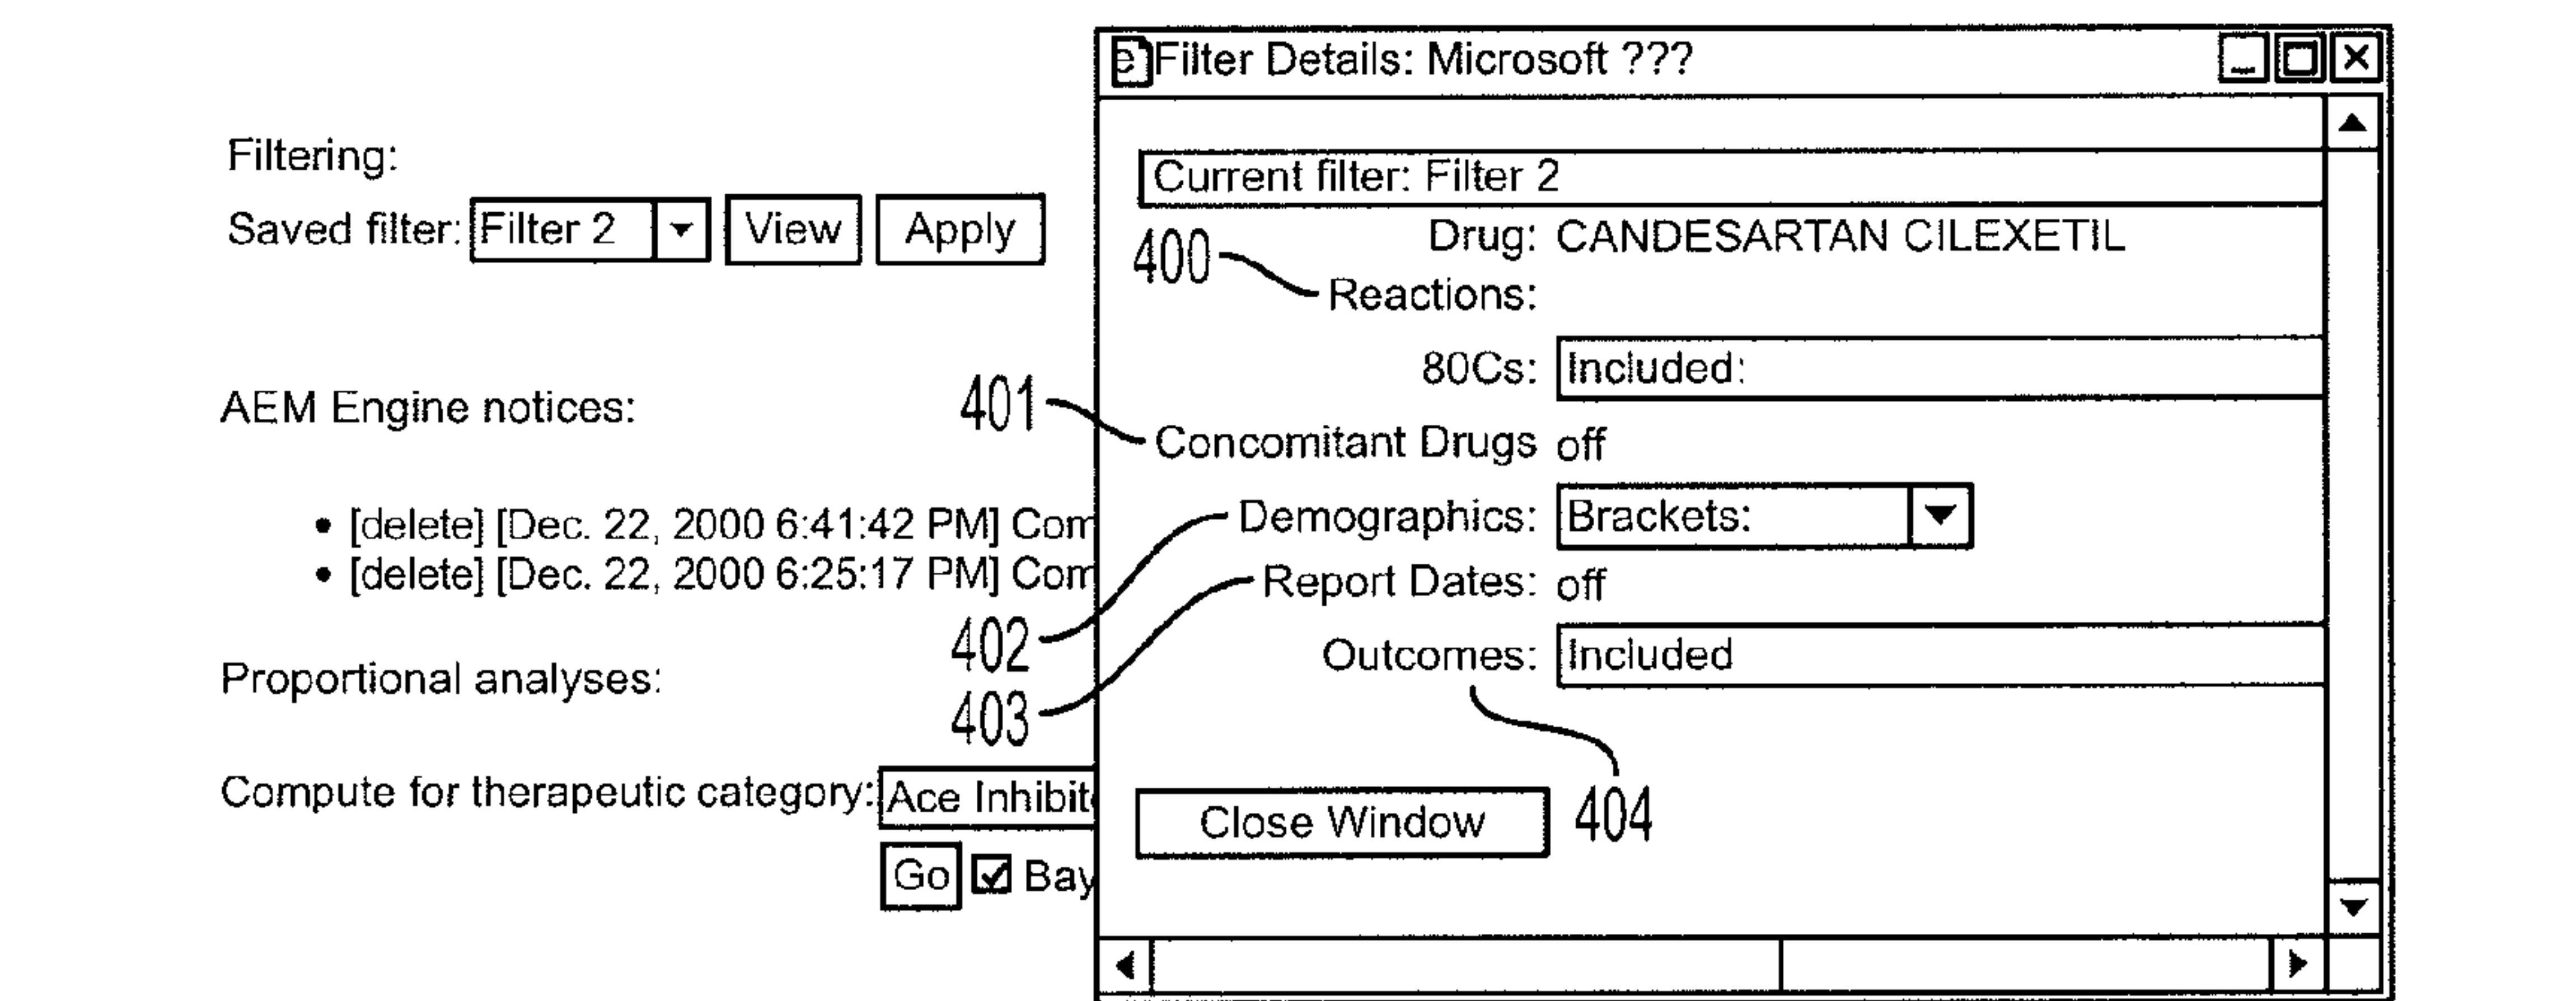 Filter Details: Microsoft ???
Filtering:
Saved filter: Filter 2 View Apply
Current filter: Filter 2
Drug: CANDESARTAN CILEXETIL
400
Reactions:
80Cs: Included:
AEM Engine notices:
401
Concomitant Drugs off
• [delete] [Dec. 22, 2000 6:41:42 PM] Com
• [delete] [Dec. 22, 2000 6:25:17 PM] Com
Demographics: Brackets:
Report Dates: off
402
Outcomes: Included
Proportional analyses:
403
Compute for therapeutic category: Ace Inhibit
Close Window
404
Go Bay